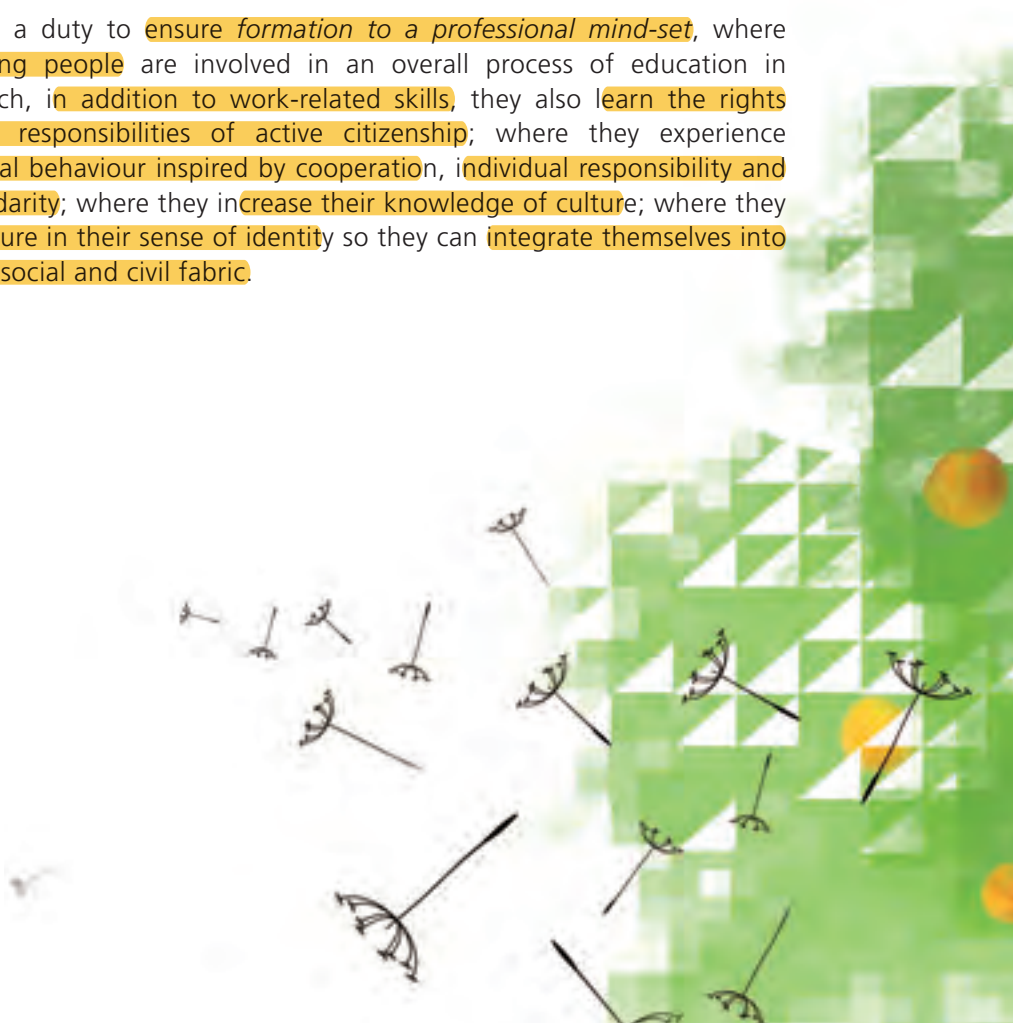 a duty to ensure formation to a professional mind-set, where
ng people are involved in an overall process of education in
ch, in addition to work-related skills, they also learn the rights
responsibilities of active citizenship; where they experience
al behaviour inspired by cooperation, individual responsibility and
darity; where they increase their knowledge of culture; where they
ure in their sense of identity so they can integrate themselves into
social and civil fabric.